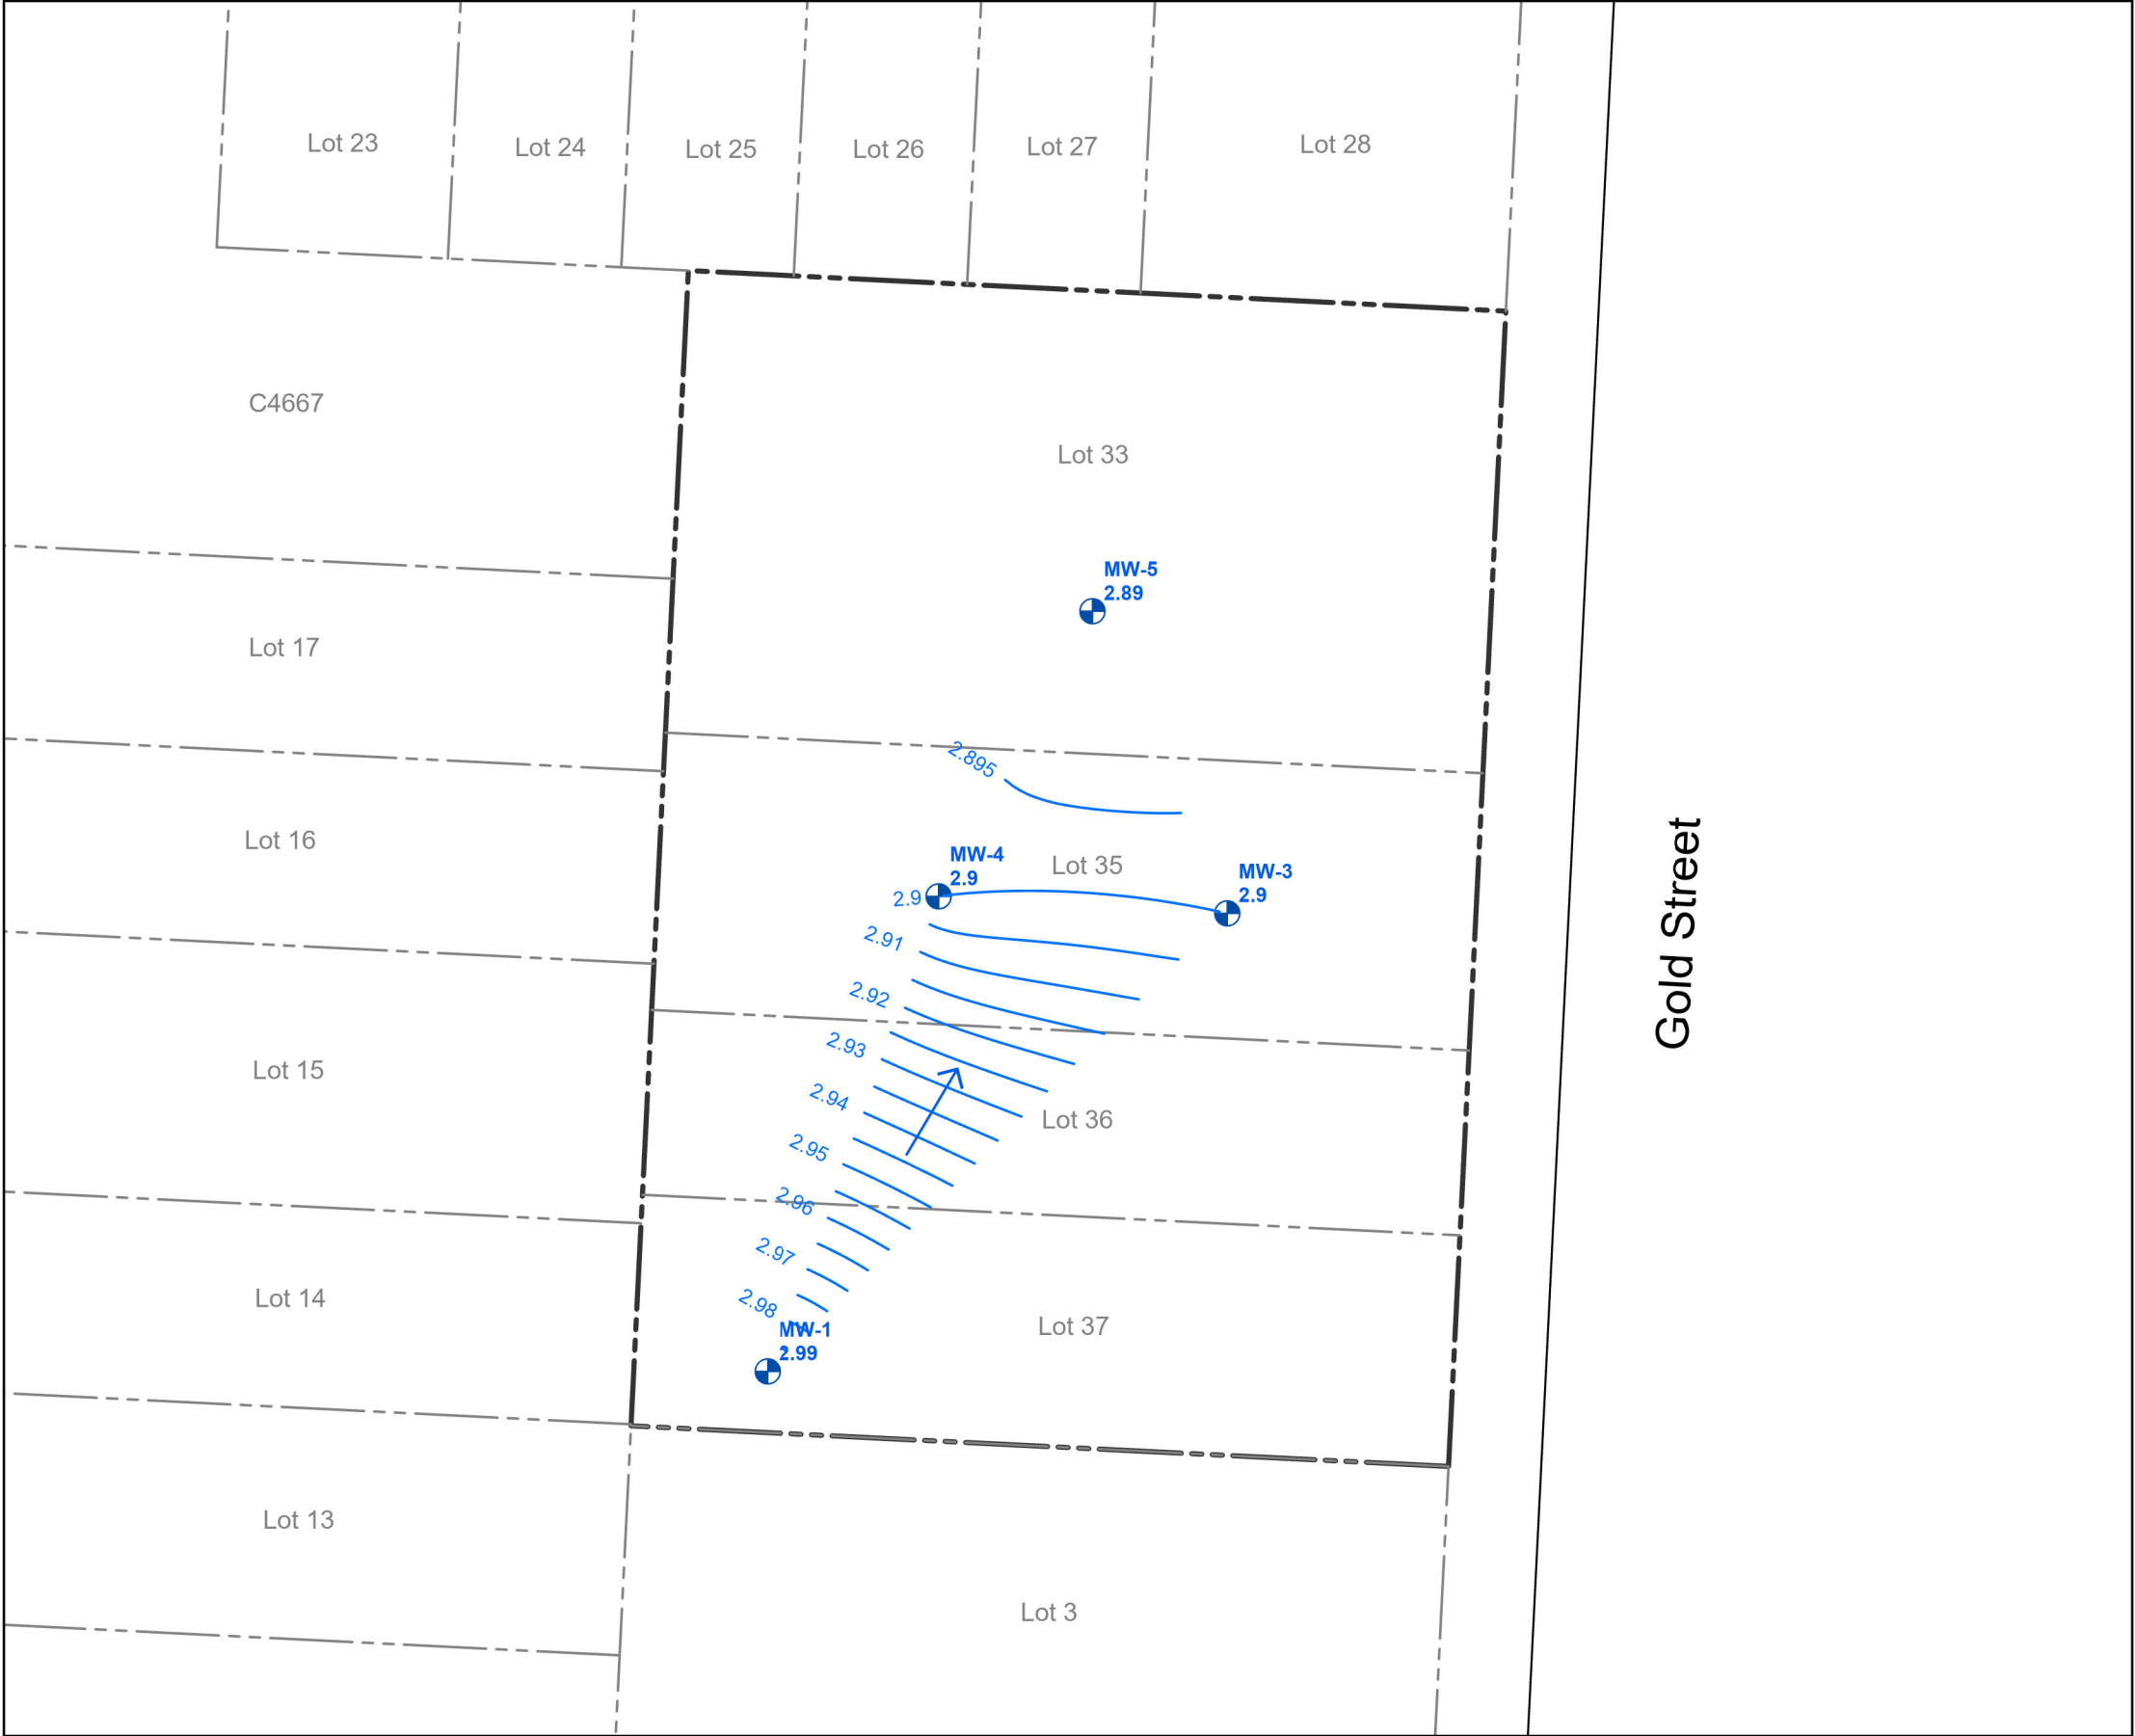 Lot 23
Lot 24
Lot 25
Lot 26
Lot 27
Lot 28
C4667
Lot 33
MW-5
2.89
Lot 17
2.895
Lot 16
MW-4
2.9
Lot 35
MW-3
2.9
2.9
Gold Street
2.91
2.92
2.93
Lot 15
2.94
Lot 36
2.95
2.96
2.97
Lot 14
2.98
MW-1
2.99
Lot 37
Lot 13
Lot 3